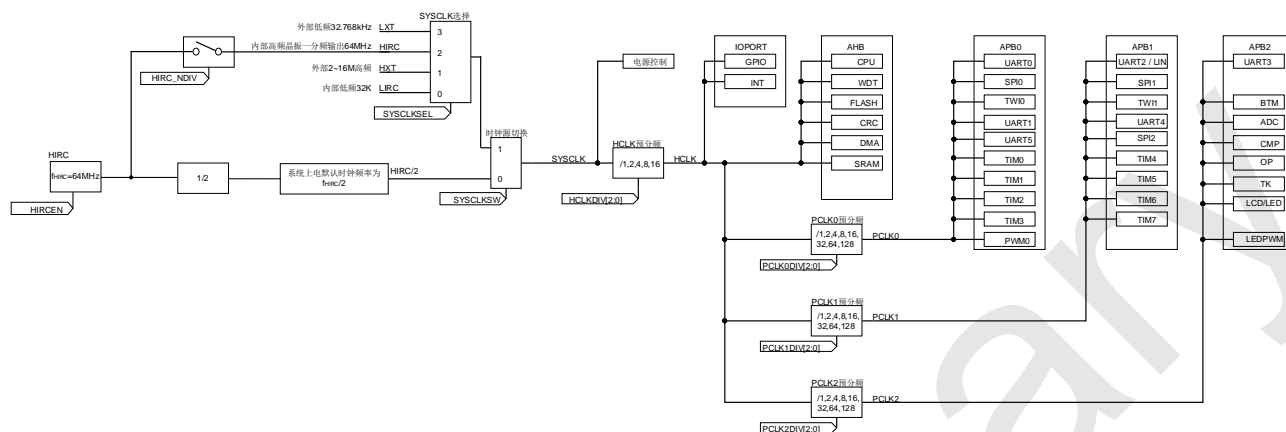 SYSCLK选择
外部低频32.768kHz LXT
3
内部高频晶振一分频输出64MHz HIRC
2
外部2~16M高频 HXT
1
内部低频32K LIRC
0
HIRC_NDIV
SYSCLKSEL
HIRC
fHIRC=64MHz
HIRCEN
1/2
系统上电默认时钟频率为
fHIRC/2
HIRC/2
时钟源切换
1
0
SYSCLKSW
SYSCLK
电源控制
HCLK预分频
/1,2,4,8,16
HCLKDIV[2:0]
HCLK
IOPORT
GPIO
INT
AHB
CPU
WDT
FLASH
CRC
DMA
SRAM
PCLK0预分频
/1,2,4,8,16,
32,64,128
PCLK0DIV[2:0]
PCLK0
PCLK1预分频
/1,2,4,8,16,
32,64,128
PCLK1DIV[2:0]
PCLK1
PCLK2预分频
/1,2,4,8,16,
32,64,128
PCLK2DIV[2:0]
PCLK2
APB0
UART0
SPI0
TWI0
UART1
UART5
TIM0
TIM1
TIM2
TIM3
PWM0
APB1
UART2 / LIN
SPI1
TWI1
UART4
SPI2
TIM4
TIM5
TIM6
TIM7
APB2
UART3
BTM
ADC
CMP
OP
TK
LCD/LED
LEDPWM
ary